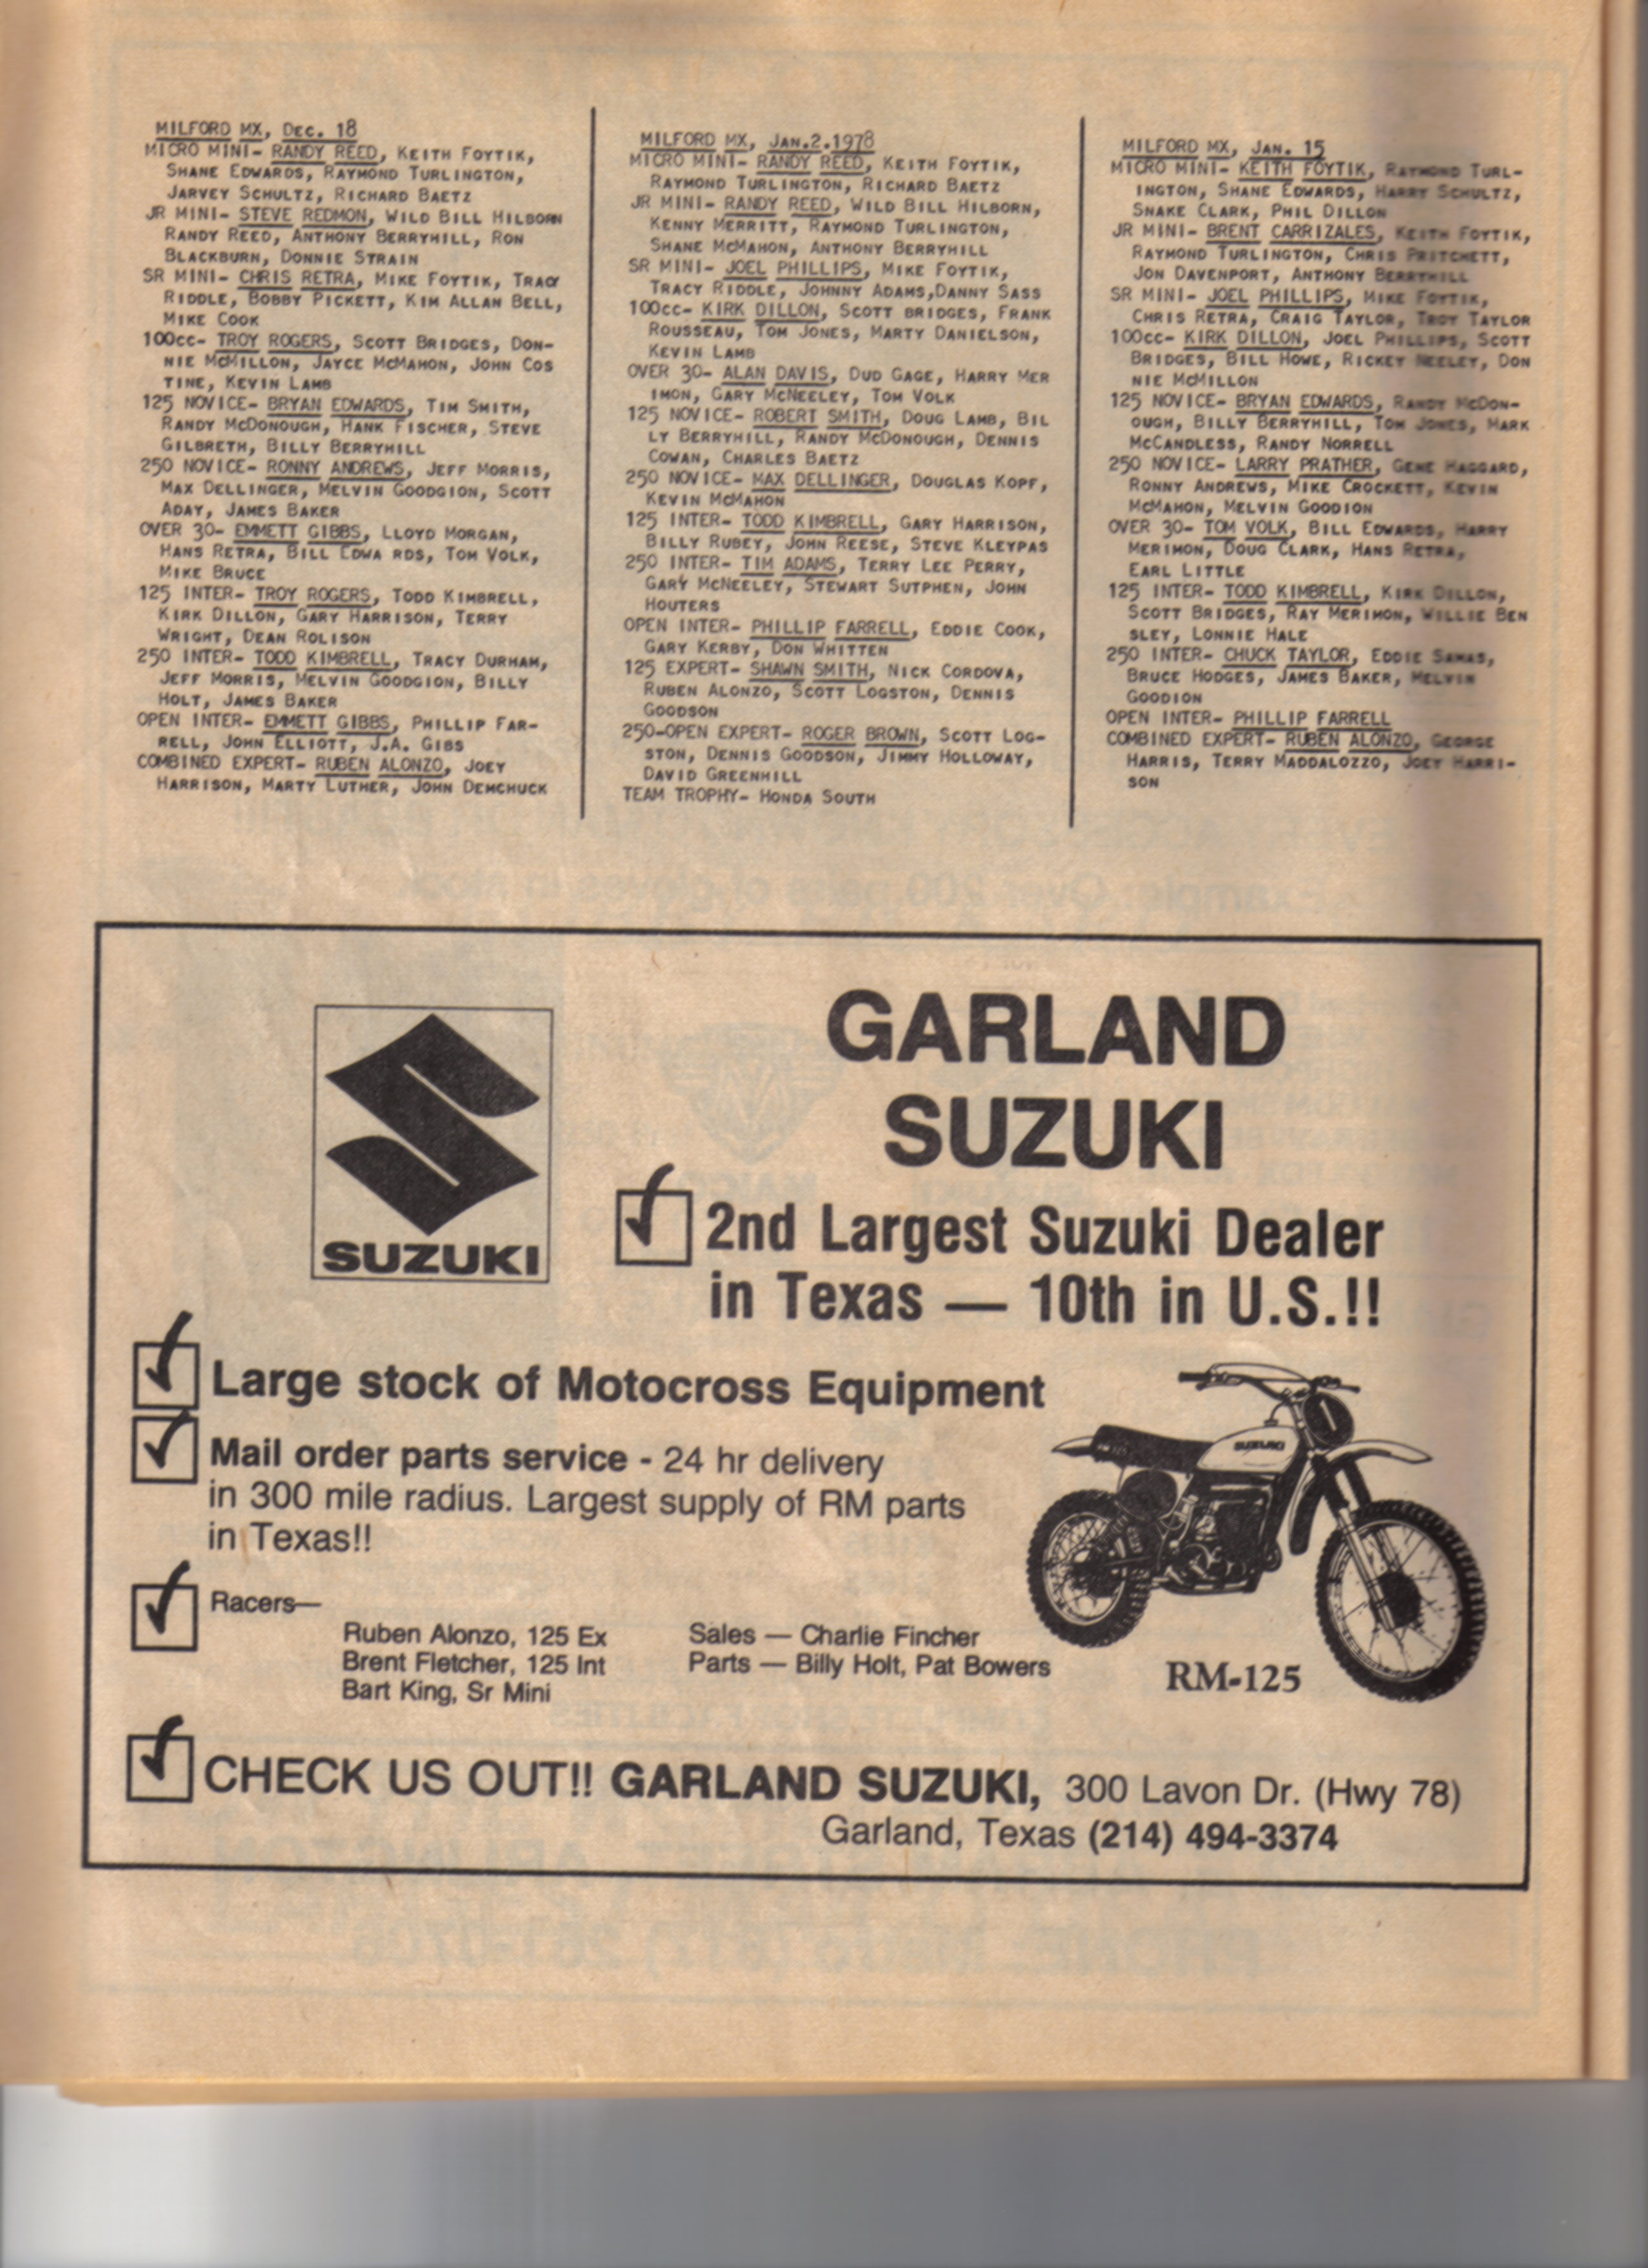 MILFORD MX, DEC. 18
MICRO MINI- RANDY REED, KEITH FOYTIK,
SHANE EDWARDS, RAYMOND TURLINGTON,
JARVEY SCHULTZ, RICHARD BAETZ
JR MINI- STEVE REDMON, WILD BILL HILBORN
RANDY REED, ANTHONY BERRYHILL, RON
BLACKBURN, DONNIE STRAIN
SR MINI- CHRIS RETRA, MIKE FOYTIK, TRACY
RIDDLE, BOBBY PICKETT, KIM ALLAN BELL,
MIKE COOK
100cc- TROY ROGERS, SCOTT BRIDGES, DON-
NIE MCMILLON, JAYCE MCMAHON, JOHN COS
TINE, KEVIN LAMB
125 NOVICE- BRYAN EDWARDS, TIM SMITH,
RANDY MCDONOUGH, HANK FISCHER, STEVE
GILBRETH, BILLY BERRYHILL
250 NOVICE- RONNY ANDREWS, JEFF MORRIS,
MAX DELLINGER, MELVIN GOODGION, SCOTT
ADAY, JAMES BAKER
OVER 30- EMMETT GIBBS, LLOYD MORGAN,
HANS RETRA, BILL EDWA RDS, TOM VOLK,
MIKE BRUCE
125 INTER- TROY ROGERS, TODD KIMBRELL,
KIRK DILLON, GARY HARRISON, TERRY
WRIGHT, DEAN ROLISON
250 INTER- TODD KIMBRELL, TRACY DURHAM,
JEFF MORRIS, MELVIN GOODGION, BILLY
HOLT, JAMES BAKER
OPEN INTER- EMMETT GIBBS, PHILLIP FAR-
RELL, JOHN ELLIOTT, J.A. GIBS
COMBINED EXPERT- RUBEN ALONZO, JOEY
HARRISON, MARTY LUTHER, JOHN DEMCHUCK
MILFORD MX, JAN.2.1978
MICRO MINI- RANDY REED, KEITH FOYTIK,
RAYMOND TURLINGTON, RICHARD BAETZ
JR MINI- RANDY REED, WILD BILL HILBORN,
KENNY MERRITT, RAYMOND TURLINGTON,
SHANE MCMAHON, ANTHONY BERRYHILL
SR MINI- JOEL PHILLIPS, MIKE FOYTIK,
TRACY RIDDLE, JOHNNY ADAMS,DANNY SASS
100cc- KIRK DILLON, SCOTT BRIDGES, FRANK
ROUSSEAU, TOM JONES, MARTY DANIELSON,
KEVIN LAMB
OVER 30- ALAN DAVIS, DUD GAGE, HARRY MER
IMON, GARY MCNEELEY, TOM VOLK
125 NOVICE- ROBERT SMITH, DOUG LAMB, BIL
LY BERRYHILL, RANDY MCDONOUGH, DENNIS
COWAN, CHARLES BAETZ
250 NOVICE- MAX DELLINGER, DOUGLAS KOPF,
KEVIN MCMAHON
125 INTER- TODD KIMBRELL, GARY HARRISON,
BILLY RUBEY, JOHN REESE, STEVE KLEYPAS
250 INTER- TIM ADAMS, TERRY LEE PERRY,
GARY MCNEELEY, STEWART SUTPHEN, JOHN
HOUTERS
OPEN INTER- PHILLIP FARRELL, EDDIE COOK,
GARY KERBY, DON WHITTEN
125 EXPERT- SHAWN SMITH, NICK CORDOVA,
RUBEN ALONZO, SCOTT LOGSTON, DENNIS
GOODSON
250-OPEN EXPERT- ROGER BROWN, SCOTT LOG-
STON, DENNIS GOODSON, JIMMY HOLLOWAY,
DAVID GREENHILL
TEAM TROPHY- HONDA SOUTH
MILFORD MX, JAN. 15
MICRO MINI- KEITH FOYTIK, RAYMOND TURL-
INGTON, SHANE EDWARDS, HARRY SCHULTZ,
SNAKE CLARK, PHIL DILLON
JR MINI- BRENT CARRIZALES, KEITH FOYTIK,
RAYMOND TURLINGTON, CHRIS PRITCHETT,
JON DAVENPORT, ANTHONY BERRYHILL
SR MINI- JOEL PHILLIPS, MIKE FOYTIK,
CHRIS RETRA, CRAIG TAYLOR, TROY TAYLOR
100cc- KIRK DILLON, JOEL PHILLIPS, SCOTT
BRIDGES, BILL HOWE, RICKEY NEELEY, DON
NIE MCMILLON
125 NOVICE- BRYAN EDWARDS, RANDY MCDON-
OUGH, BILLY BERRYHILL, TOM JONES, MARK
MCCANDLESS, RANDY NORRELL
250 NOVICE- LARRY PRATHER, GENE HAGGARD,
RONNY ANDREWS, MIKE CROCKETT, KEVIN
MCMAHON, MELVIN GOODION
OVER 30- TOM VOLK, BILL EDWARDS, HARRY
MERIMON, DOUG CLARK, HANS RETRA,
EARL LITTLE
125 INTER- TODD KIMBRELL, KIRK DILLON,
SCOTT BRIDGES, RAY MERIMON, WILLIE BEN
SLEY, LONNIE HALE
250 INTER- CHUCK TAYLOR, EDDIE SAMAS,
BRUCE HODGES, JAMES BAKER, MELVIN
GOODION
OPEN INTER- PHILLIP FARRELL
COMBINED EXPERT- RUBEN ALONZO, GEORGE
HARRIS, TERRY MADDALOZZO, JOEY HARRI-
SON
SUZUKI
GARLAND
SUZUKI
2nd Largest Suzuki Dealer
in Texas — 10th in U.S.!!
Large stock of Motocross Equipment
Mail order parts service - 24 hr delivery
in 300 mile radius. Largest supply of RM parts
in Texas!!
SUZUKI
1
Racers—
Ruben Alonzo, 125 Ex
Brent Fletcher, 125 Int
Bart King, Sr Mini
Sales — Charlie Fincher
Parts — Billy Holt, Pat Bowers
RM-125
CHECK US OUT!! GARLAND SUZUKI, 300 Lavon Dr. (Hwy 78)
Garland, Texas (214) 494-3374